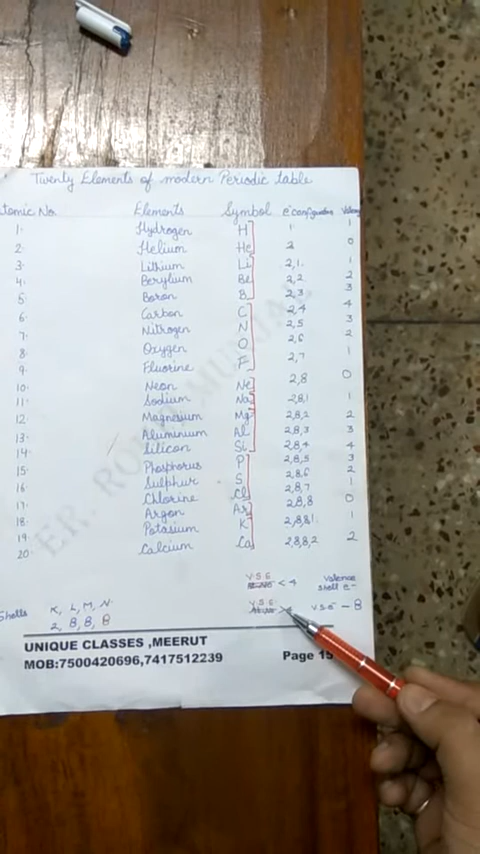 Twenty Elements of modern Periodic table
Atomic No. Elements Symbol e⁻configuration Valency
1. Hydrogen H 1 1
2. Helium He 2 0
3. Lithium Li 2,1. 1
4. Berylium Be 2,2 2
5. Boron B 2,3 3
6. Carbon C 2,4 4
7. Nitrogen N 2,5 3
8. Oxygen O 2,6 2
9. Fluorine F 2,7 1
10. Neon Ne 2,8 0
11. Sodium Na 2,8,1 1
12. Magnesium Mg 2,8,2 2
13. Aluminium Al 2,8,3 3
14. Silicon Si 2,8,4 4
15. Phosphorus P 2,8,5 3
16. Sulphur S 2,8,6 2
17. Chlorine Cl 2,8,7 1
18. Argon Ar 2,8,8 0
19. Potasium K 2,8,8,1. 1
20. Calcium Ca 2,8,8,2 2
V.S.E < 4 Valence shell e⁻
Shells K, L, M, N V.S.E > V.S.E - 8
2, 8, 8, 8
UNIQUE CLASSES ,MEERUT
MOB:7500420696,7417512239 Page 15